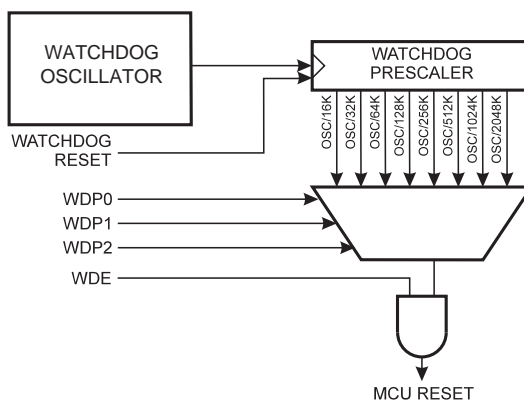 WATCHDOG
OSCILLATOR
WATCHDOG
PRESCALER
WATCHDOG
RESET
OSC/16K
OSC/32K
OSC/64K
OSC/128K
OSC/256K
OSC/512K
OSC/1024K
OSC/2048K
WDP0
WDP1
WDP2
WDE
MCU RESET